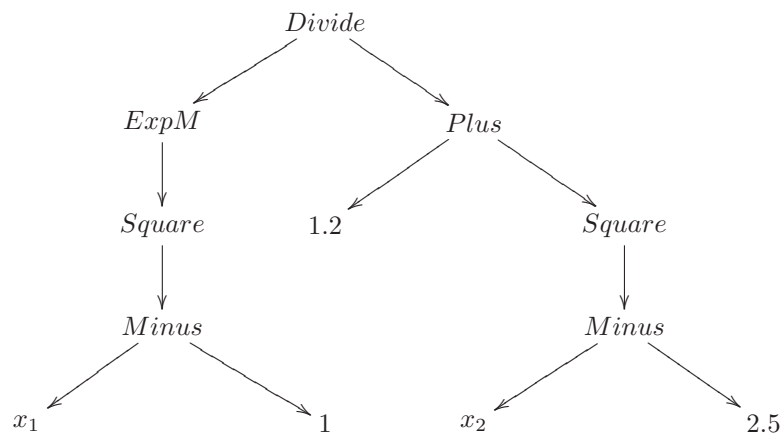 Divide
ExpM Plus
Square 1.2 Square
Minus Minus
x₁ 1 x₂ 2.5